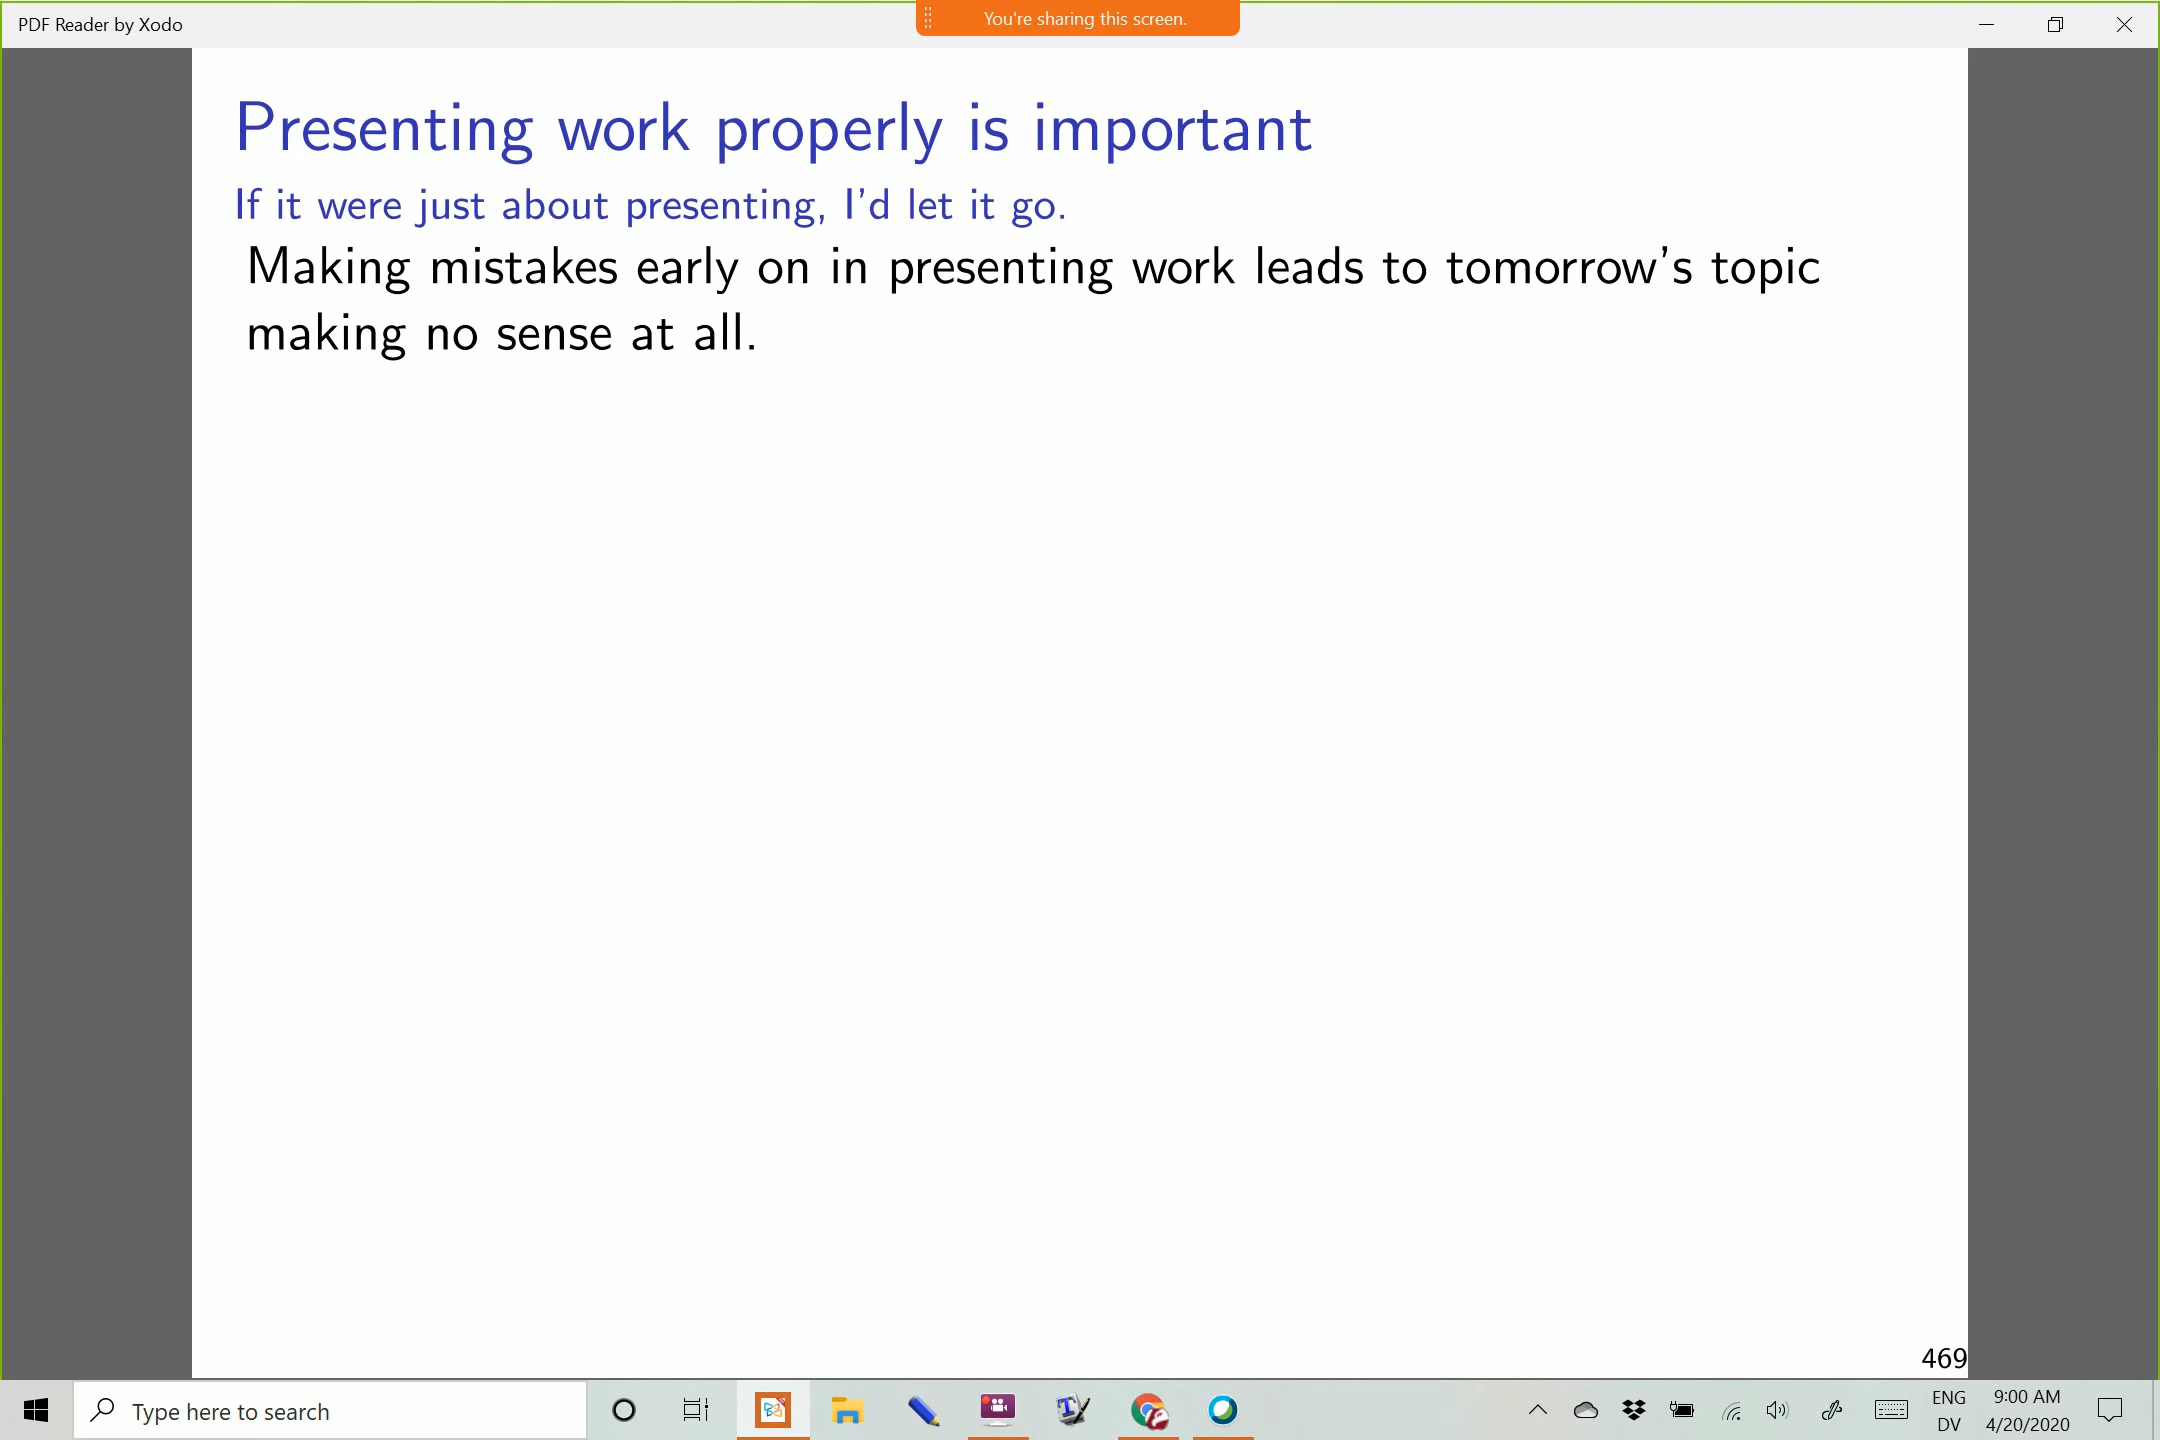 PDF Reader by Xodo
You're sharing this screen.
Presenting work properly is important
If it were just about presenting, I'd let it go.
Making mistakes early on in presenting work leads to tomorrow's topic
making no sense at all.
469
Type here to search
ENG
DV
9:00 AM
4/20/2020